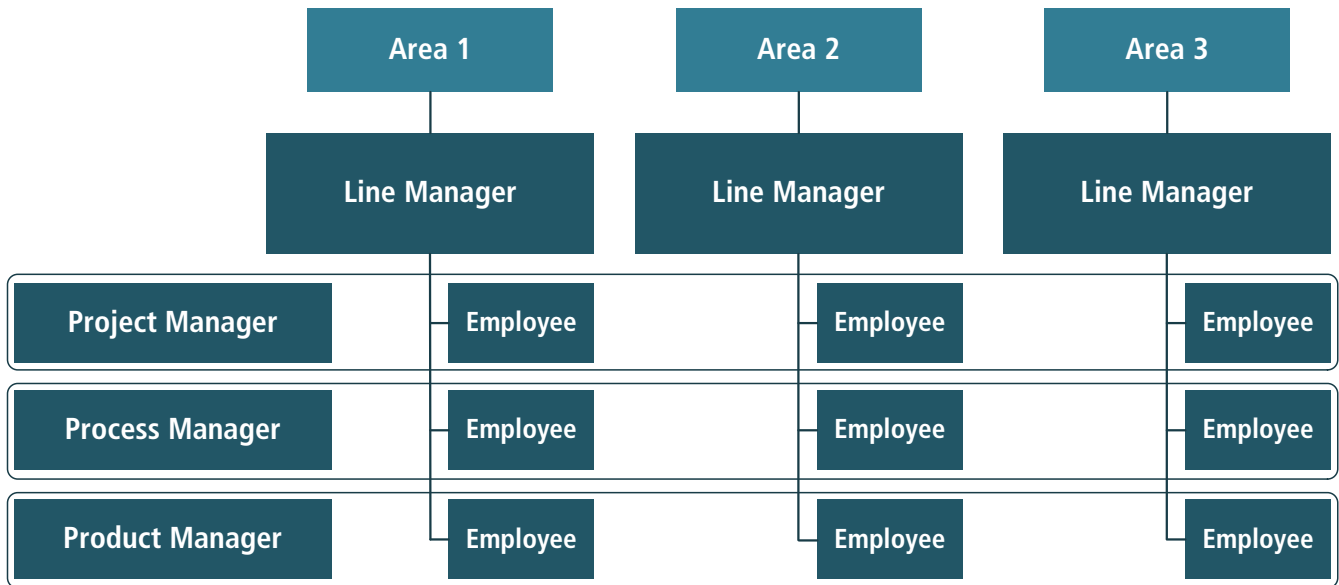 Area 1
Area 2
Area 3
Line Manager
Line Manager
Line Manager
Project Manager
Employee
Employee
Employee
Process Manager
Employee
Employee
Employee
Product Manager
Employee
Employee
Employee